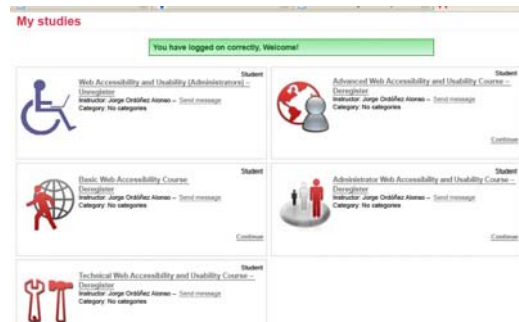 My studies
You have logged on correctly, Welcome!
Student
Web Accessibility and Usability (Administrators) –
Unregister
Instructor: Jorge Ordóñez Alonso – Send message
Category: No categories
Student
Advanced Web Accessibility and Usability Course –
Deregister
Instructor: Jorge Ordóñez Alonso – Send message
Category: No categories
Continue
Student
Basic Web Accessibility Course
Deregister
Instructor: Jorge Ordóñez Alonso – Send message
Category: No categories
Continue
Student
Administrator Web Accessibility and Usability Course –
Deregister
Instructor: Jorge Ordóñez Alonso – Send message
Category: No categories
Continue
Student
Technical Web Accessibility and Usability Course –
Deregister
Instructor: Jorge Ordóñez Alonso – Send message
Category: No categories